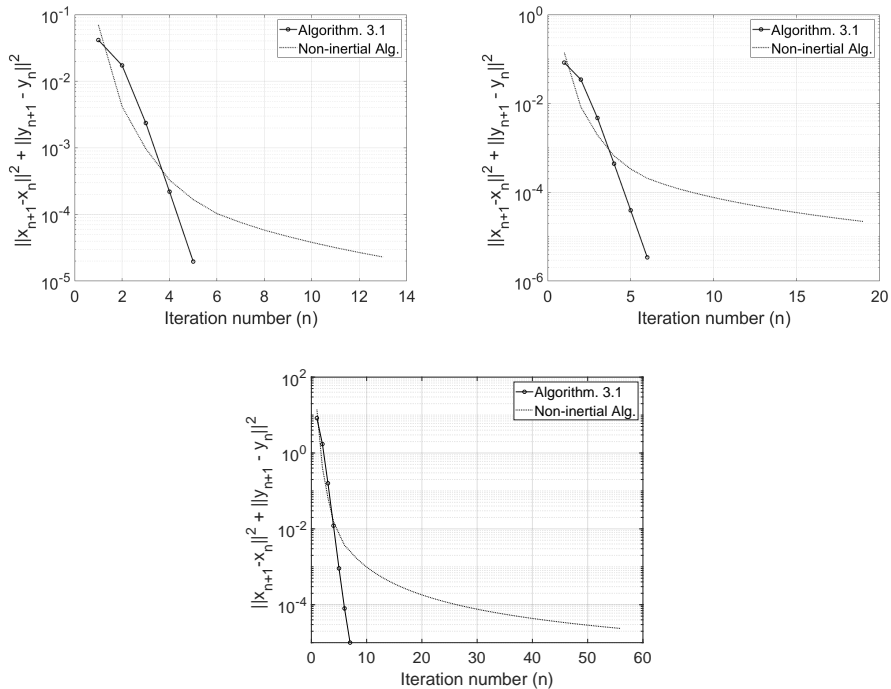 10^-1
10^-2
10^-3
10^-4
10^-5
||x_{n+1}-x_n||^2 + ||y_{n+1} - y_n||^2
0 2 4 6 8 10 12 14
Iteration number (n)
Algorithm. 3.1
Non-inertial Alg.
10^0
10^-2
10^-4
10^-6
||x_{n+1}-x_n||^2 + ||y_{n+1} - y_n||^2
0 5 10 15 20
Iteration number (n)
Algorithm. 3.1
Non-inertial Alg.
10^2
10^0
10^-2
10^-4
||x_{n+1}-x_n||^2 + ||y_{n+1} - y_n||^2
0 10 20 30 40 50 60
Iteration number (n)
Algorithm. 3.1
Non-inertial Alg.